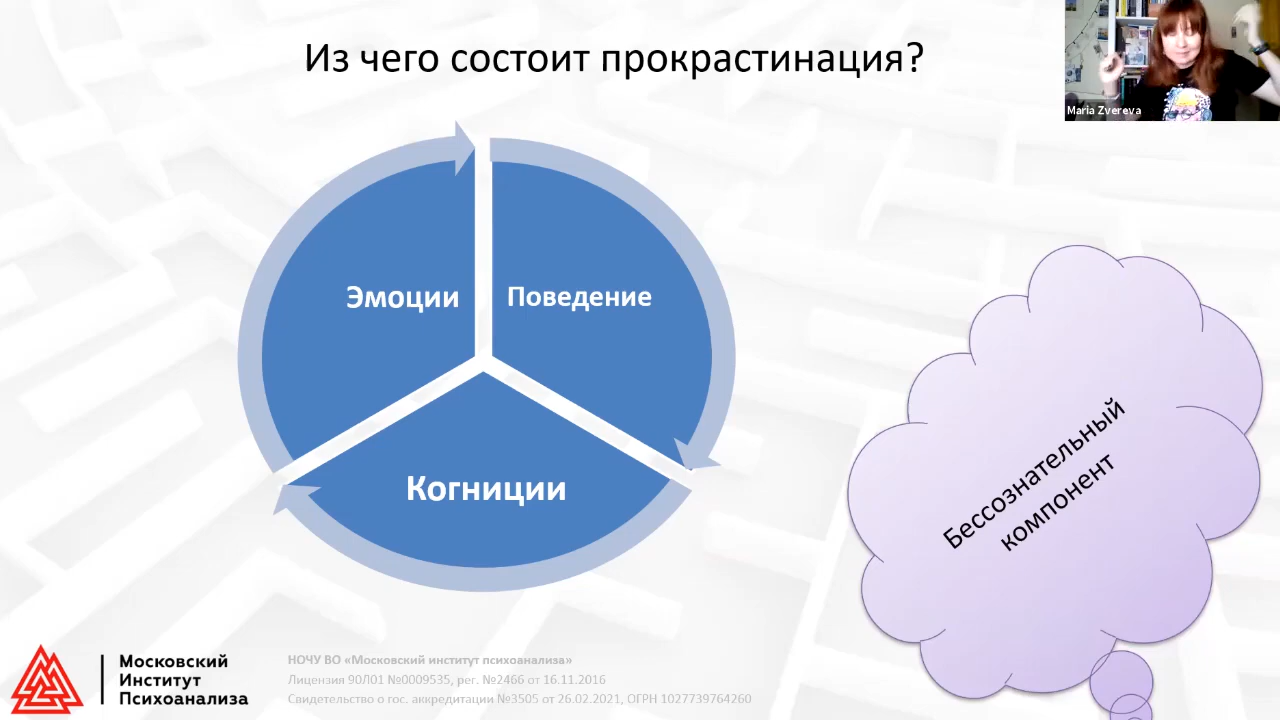 Из чего состоит прокрастинация?
Maria Zvereva
Эмоции
Поведение
Когниции
Бессознательный
компонент
Московский
Институт
Психоанализа
НОЧУ ВО «Московский институт психоанализа»
Лицензия 90Л01 №0009535, рег. №2466 от 16.11.2016
Свидетельство о гос. аккредитации №3505 от 26.02.2021, ОГРН 1027739764260